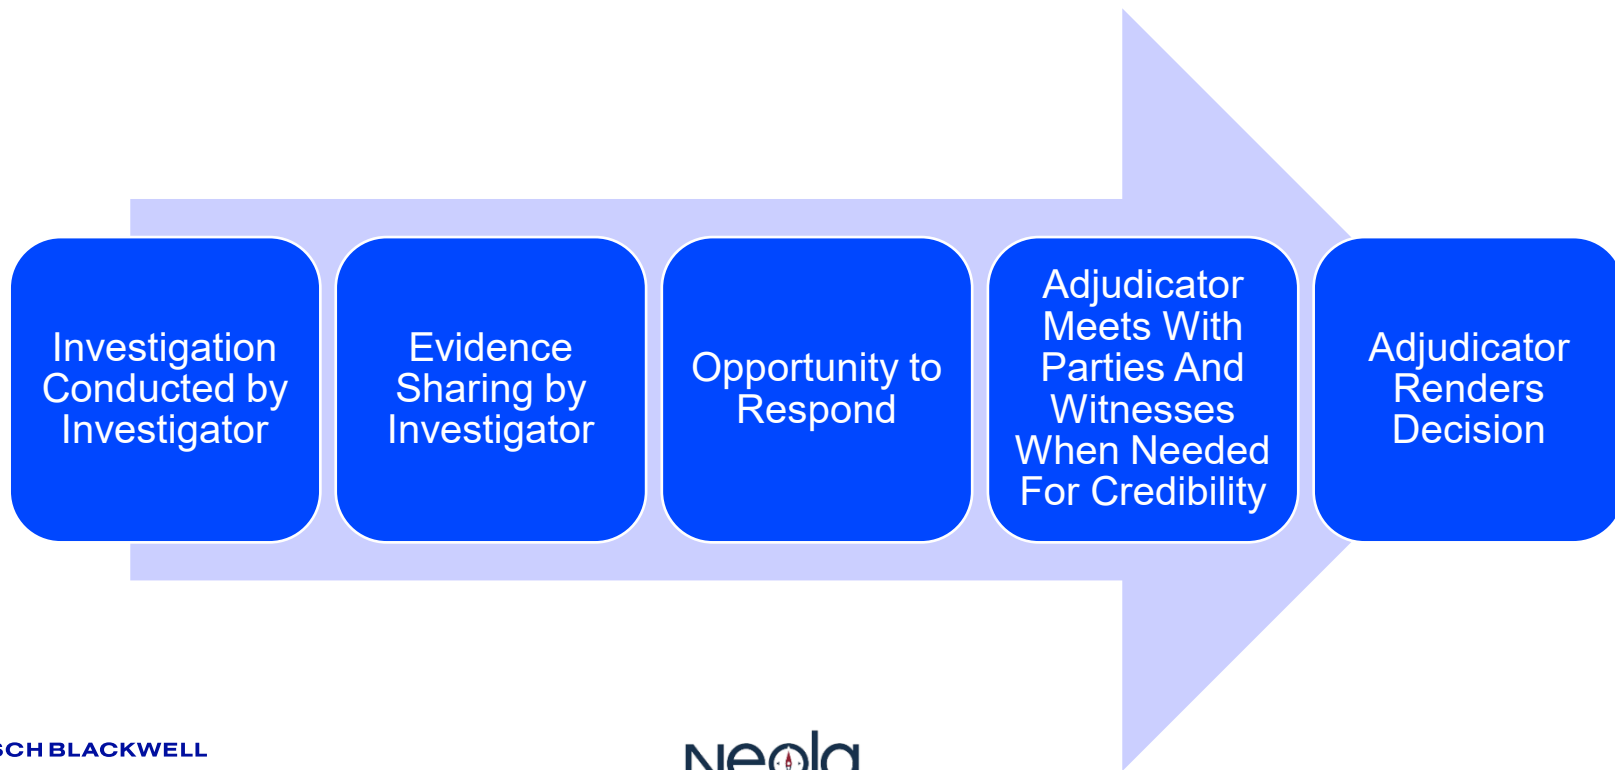 Investigation
Conducted by
Investigator
Evidence
Sharing by
Investigator
Opportunity to
Respond
Adjudicator
Meets With
Parties And
Witnesses
When Needed
For Credibility
Adjudicator
Renders
Decision
BLACKWELL
Neola